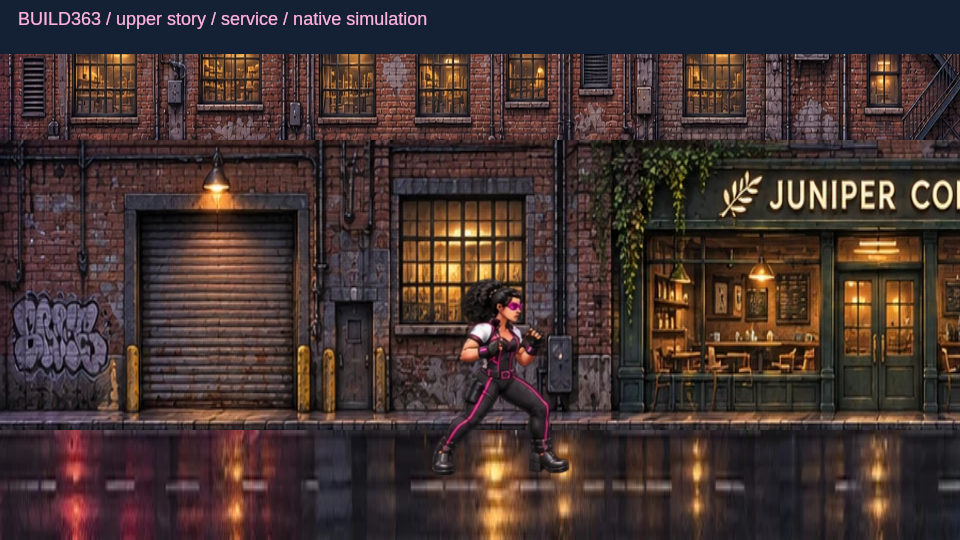 BUILD363 / upper story / service / native simulation
JUNIPER CO